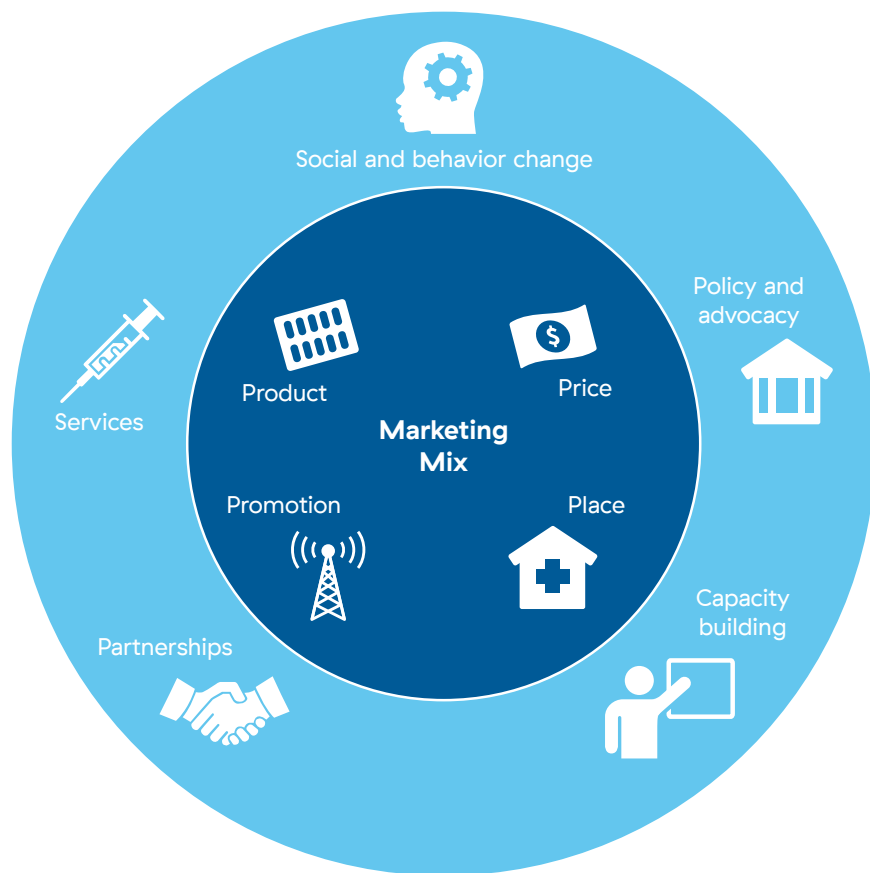 Social and behavior change
Policy and
advocacy
Product
Price
Services
Marketing
Mix
Promotion
Place
Capacity
building
Partnerships
$